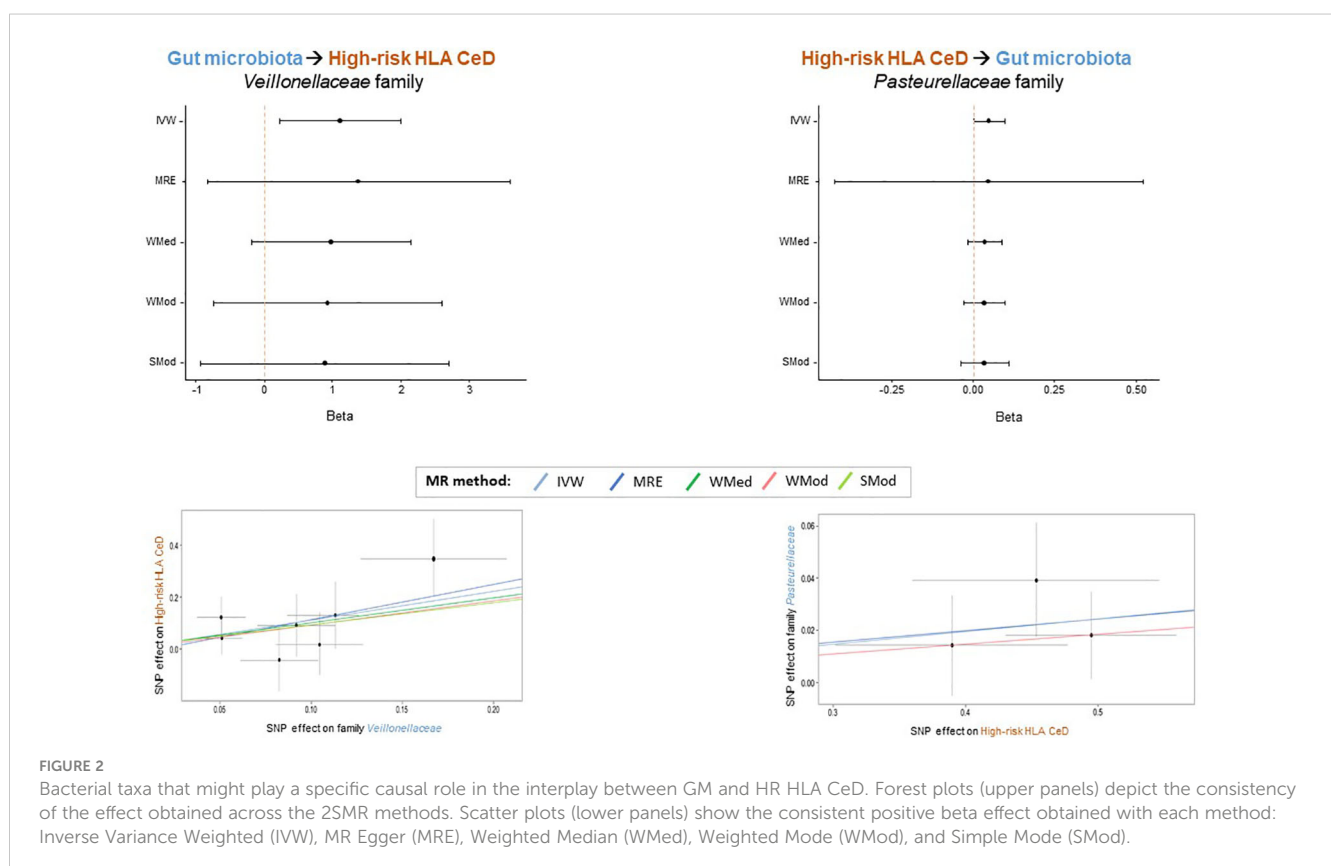 Gut microbiota → High-risk HLA CeD
Veillonellaceae family
IVW
MRE
WMed
WMod
SMod
-1
0
1
2
3
Beta
High-risk HLA CeD → Gut microbiota
Pasteurellaceae family
IVW
MRE
WMed
WMod
SMod
-0.25
0.00
0.25
0.50
Beta
MR method: IVW MRE WMed WMod SMod
SNP effect on High-risk HLA CeD
0.4
0.2
0.0
0.05
0.10
0.15
0.20
SNP effect on family Veillonellaceae
SNP effect on family Pasteurellaceae
0.06
0.04
0.02
0.00
0.3
0.4
0.5
SNP effect on High-risk HLA CeD
FIGURE 2
Bacterial taxa that might play a specific causal role in the interplay between GM and HR HLA CeD. Forest plots (upper panels) depict the consistency
of the effect obtained across the 2SMR methods. Scatter plots (lower panels) show the consistent positive beta effect obtained with each method:
Inverse Variance Weighted (IVW), MR Egger (MRE), Weighted Median (WMed), Weighted Mode (WMod), and Simple Mode (SMod).